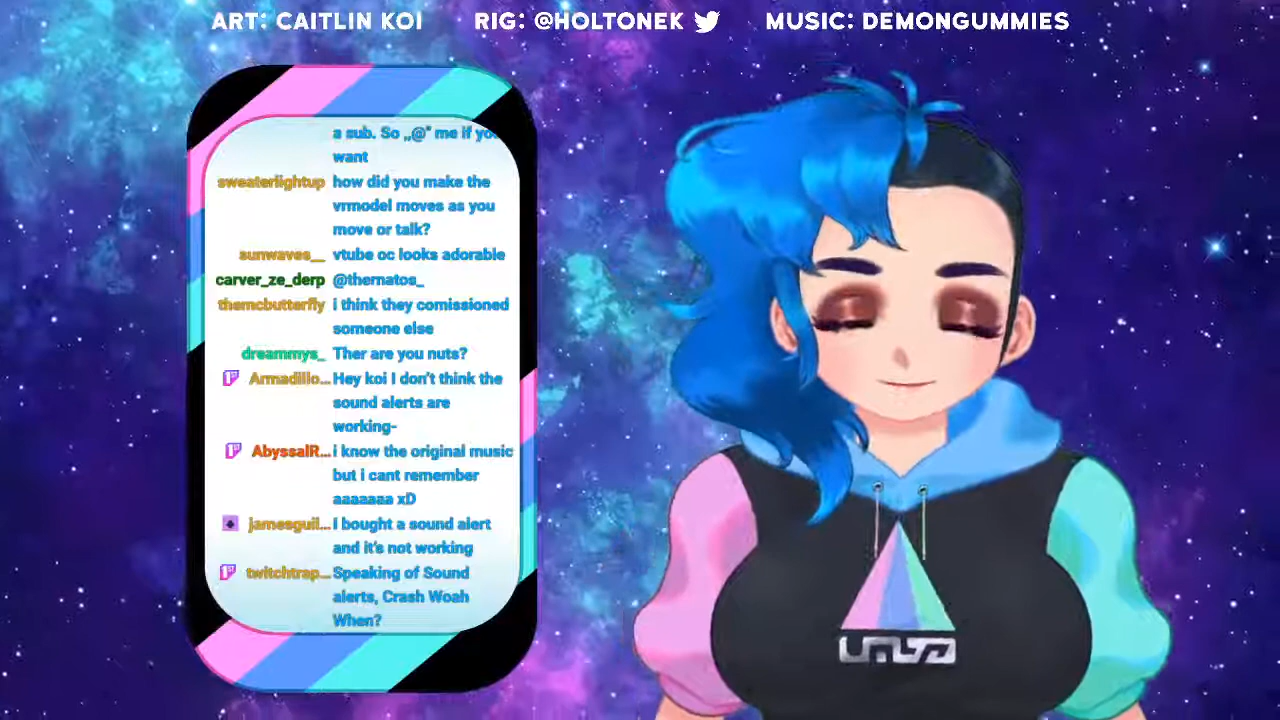 ART: CAITLIN KOI RIG: @HOLTONEK MUSIC: DEMONGUMMIES
a sub. So ,,@" me if you
want
sweaterlightup how did you make the
vrmodel moves as you
move or talk?
sunwaves__ vtube oc looks adorable
carver_ze_derp @thernatos_
themcbutterfly i think they comissioned
someone else
dreammys_ Ther are you nuts?
Armadillo... Hey koi I don't think the
sound alerts are
working-
AbyssalR... i know the original music
but i cant remember
aaaaaaa xD
jamesguil... I bought a sound alert
and it's not working
twitchtrap... Speaking of Sound
alerts, Crash Woah
When?